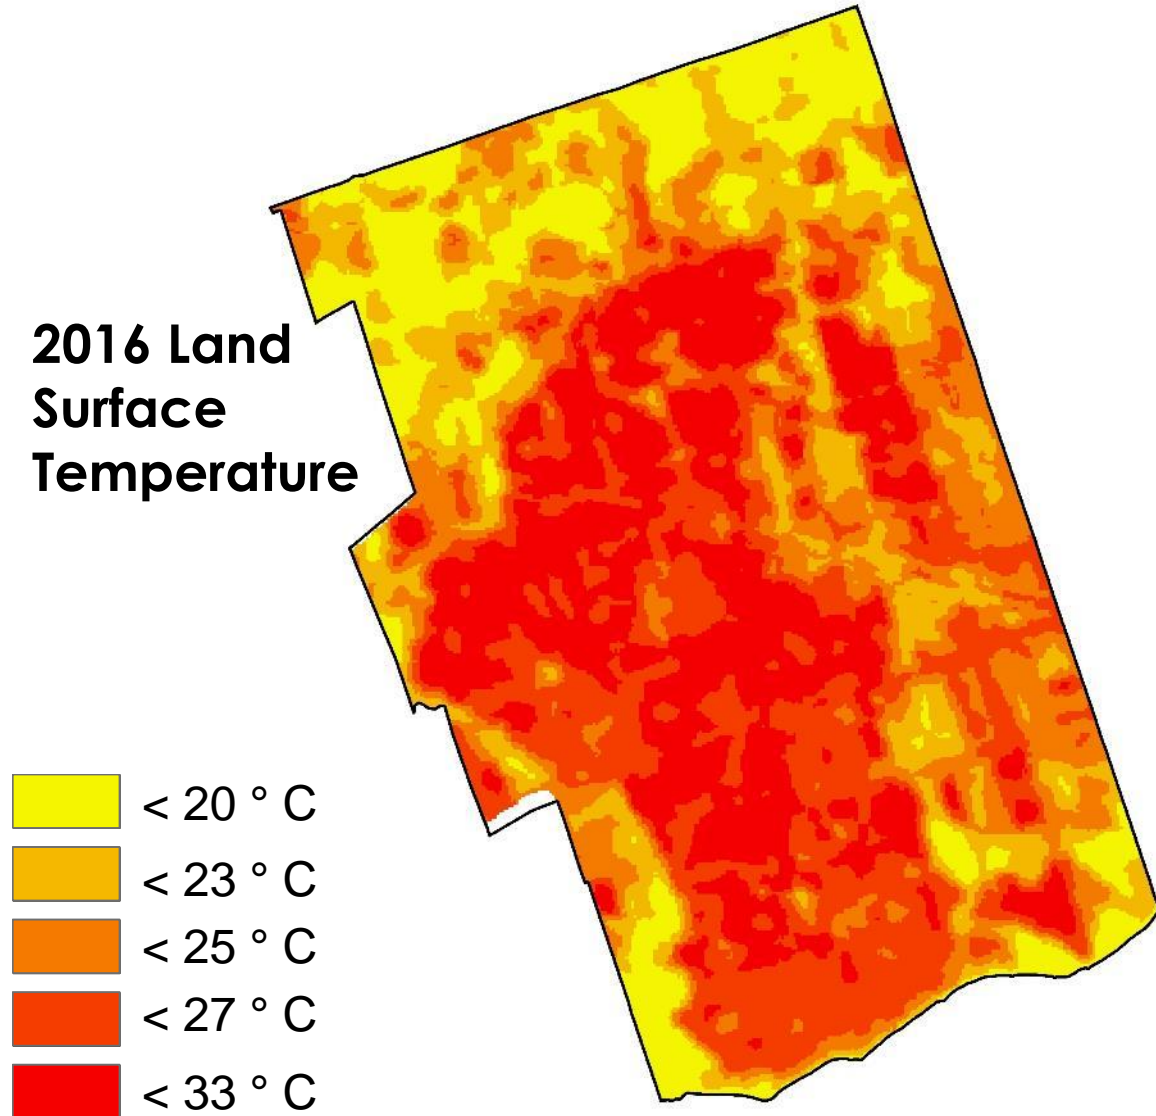 2016 Land
Surface
Temperature
< 20 ° C
< 23 ° C
< 25 ° C
< 27 ° C
< 33 ° C